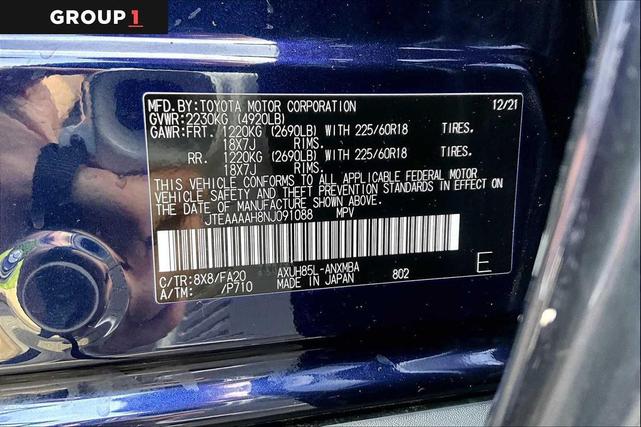 GROUP 1
MFD. BY: TOYOTA MOTOR CORPORATION 12/21
GVWR: 2230KG (4920LB)
GAWR: FRT. 1220KG (2690LB) WITH 225/60R18 TIRES.
18X7J RIMS.
RR. 1220KG (2690LB) WITH 225/60R18 TIRES.
18X7J RIMS.
THIS VEHICLE CONFORMS TO ALL APPLICABLE FEDERAL MOTOR
VEHICLE SAFETY AND THEFT PREVENTION STANDARDS IN EFFECT ON
THE DATE OF MANUFACTURE SHOWN ABOVE.
JTEAAAAH8NJ091088 MPV
C/TR: 8X8/FA20 AXUH85L-ANXMBA
A/TM: /P710 MADE IN JAPAN 802 E